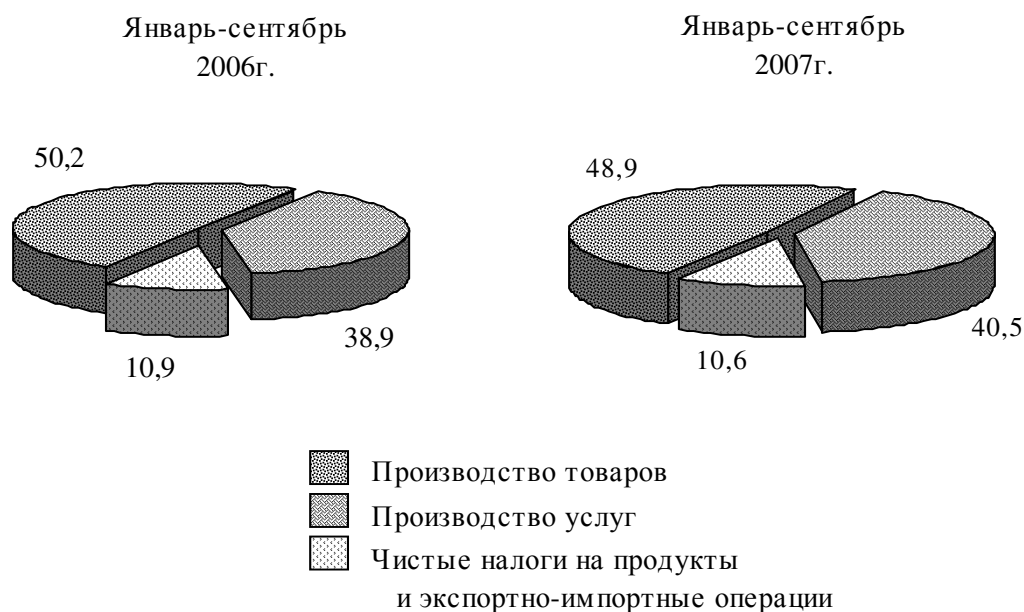 Январь-сентябрь
2006г.
Январь-сентябрь
2007г.
50,2
38,9
10,9
48,9
40,5
10,6
Производство товаров
Производство услуг
Чистые налоги на продукты
и экспортно-импортные операции